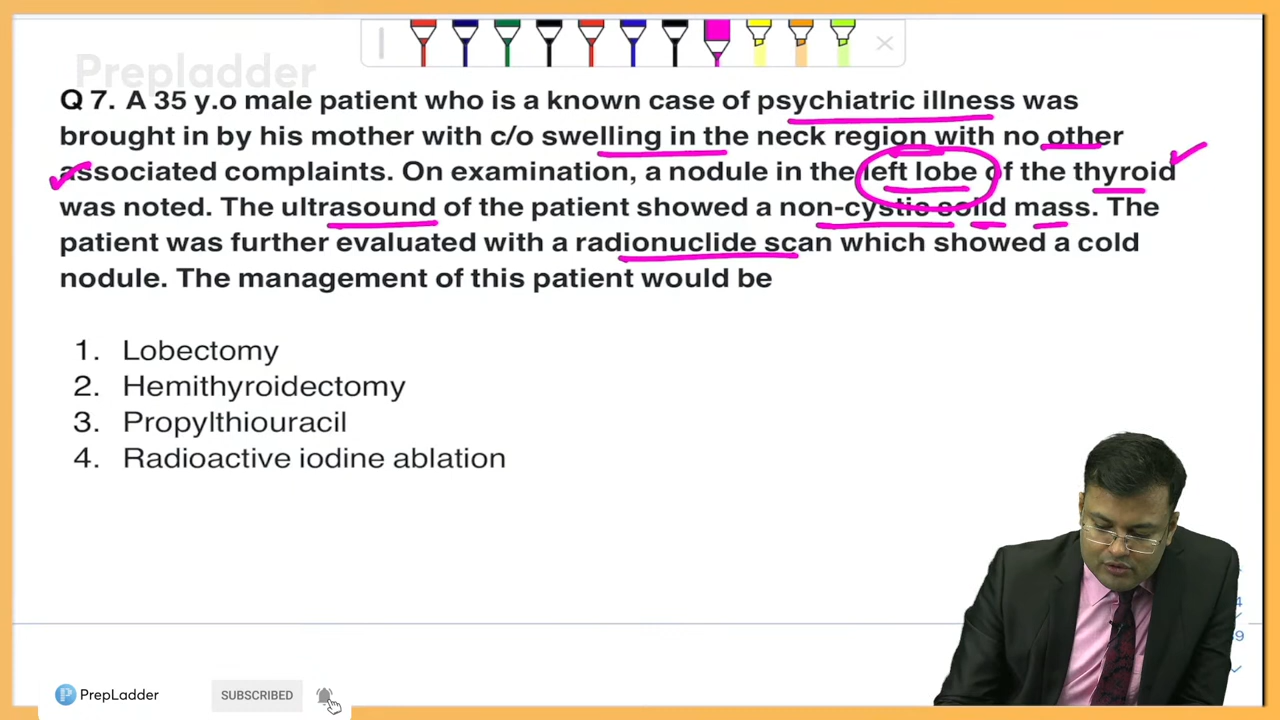 Prepladder
Q 7. A 35 y.o male patient who is a known case of psychiatric illness was
brought in by his mother with c/o swelling in the neck region with no other
associated complaints. On examination, a nodule in the left lobe of the thyroid
was noted. The ultrasound of the patient showed a non-cystic solid mass. The
patient was further evaluated with a radionuclide scan which showed a cold
nodule. The management of this patient would be
1. Lobectomy
2. Hemithyroidectomy
3. Propylthiouracil
4. Radioactive iodine ablation
4
9
PrepLadder
SUBSCRIBED